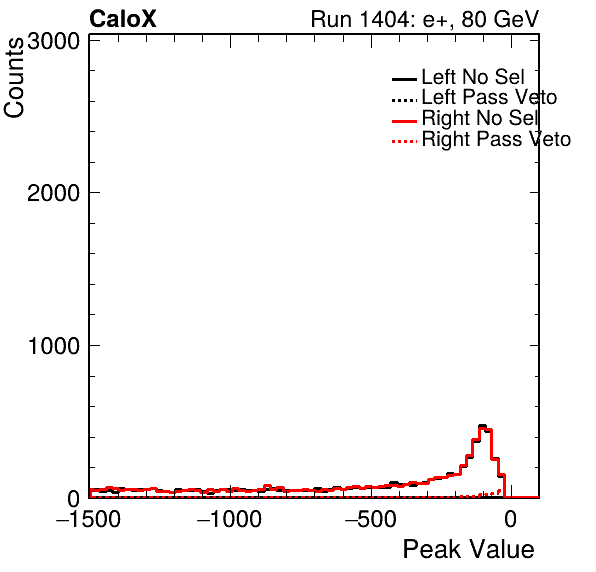 CaloX
Run 1404: e+, 80 GeV
Counts
3000
2000
1000
0
Left No Sel
Left Pass Veto
Right No Sel
Right Pass Veto
−1500 −1000 −500 0
Peak Value